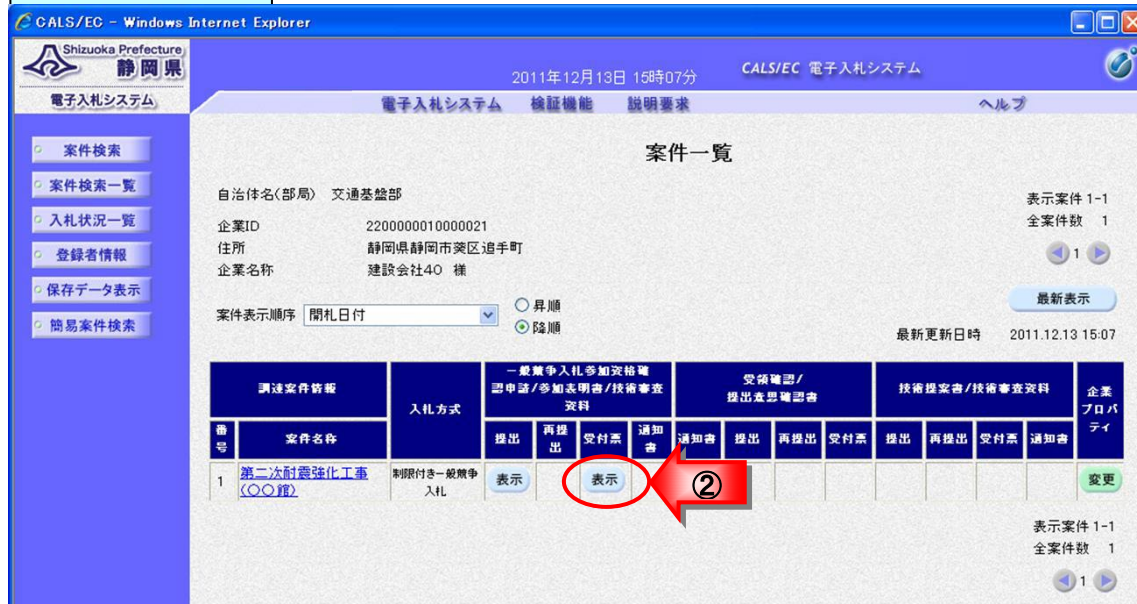 CALS/EC - Windows Internet Explorer
Shizuoka Prefecture
静岡県
電子入札システム
2011年12月13日 15時07分
CALS/EC 電子入札システム
電子入札システム 検証機能 説明要求 ヘルプ
案件検索
案件検索一覧
入札状況一覧
登録者情報
保存データ表示
簡易案件検索
案件一覧
自治体名(部局) 交通基盤部
企業ID 2200000010000021
住所 静岡県静岡市葵区追手町
企業名称 建設会社40 様
表示案件 1-1
全案件数 1
1
案件表示順序 開札日付
昇順
降順
最新表示
最新更新日時 2011.12.13 15:07
調達案件情報
入札方式
一般競争入札参加資格確認申請/参加表明書/技術審査資料
受領確認/提出意思確認書
技術提案書/技術審査資料
企業プロパティ
番号 案件名称 提出 再提出 受付票 通知書 通知書 提出 再提出 受付票 提出 再提出 受付票 通知書
1 第二次耐震強化工事(〇〇館) 制限付き一般競争入札 表示 表示 変更
②
表示案件 1-1
全案件数 1
1